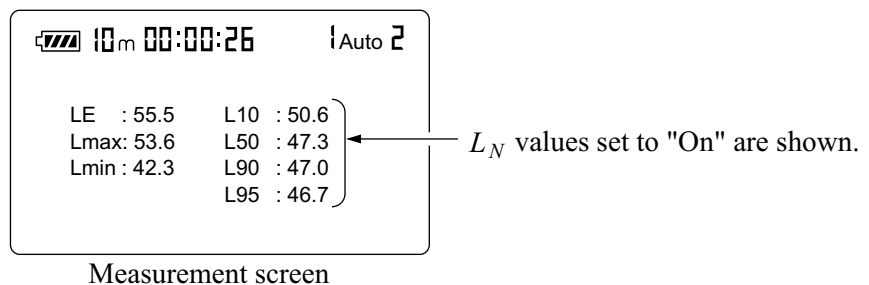 10m 00:00:26 1 Auto 2
LE : 55.5 L10 : 50.6
Lmax: 53.6 L50 : 47.3
Lmin : 42.3 L90 : 47.0
L95 : 46.7
L_N values set to "On" are shown.
Measurement screen